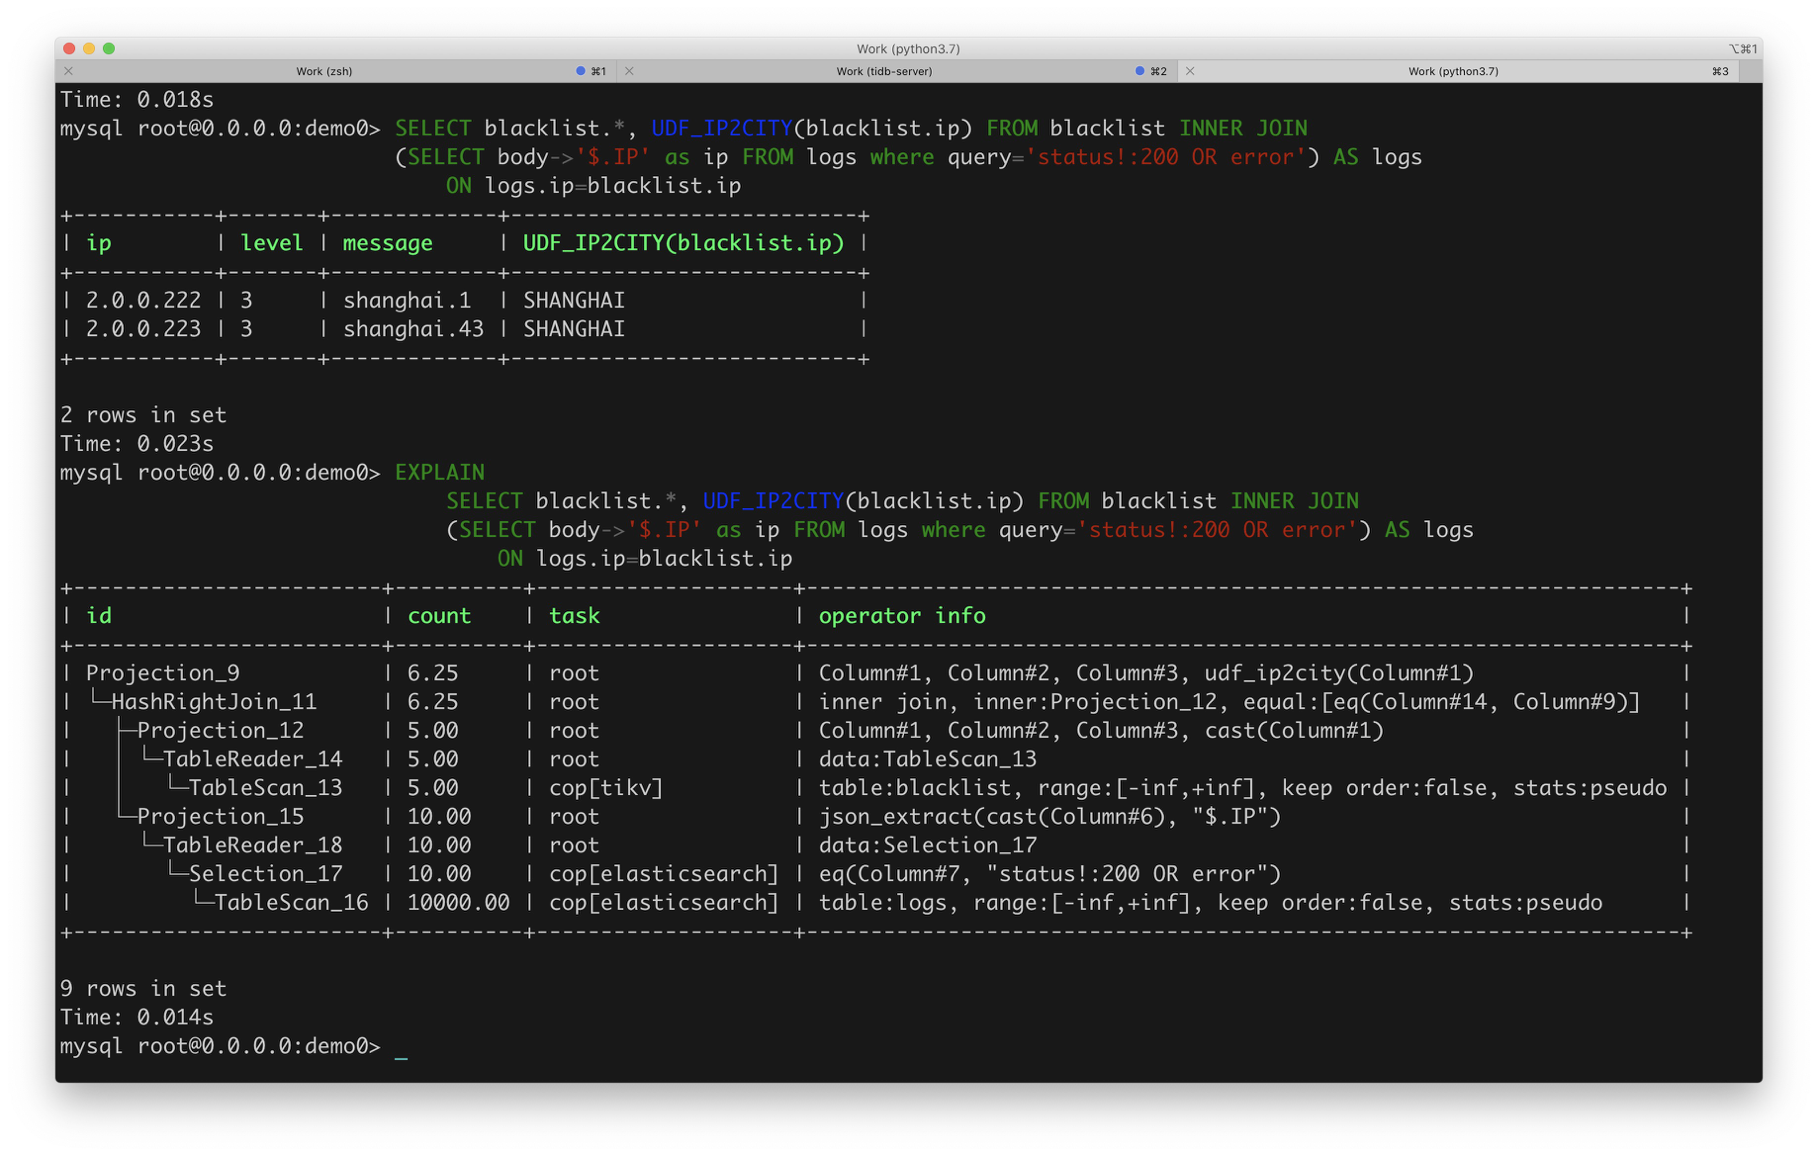 Work (python3.7)
⌥⌘1
Work (zsh) ⌘1 Work (tidb-server) ⌘2 Work (python3.7) ⌘3
Time: 0.018s
mysql root@0.0.0.0:demo0> SELECT blacklist.*, UDF_IP2CITY(blacklist.ip) FROM blacklist INNER JOIN
(SELECT body->'$.IP' as ip FROM logs where query='status!:200 OR error') AS logs
ON logs.ip=blacklist.ip
+-----------+-------+-------------+---------------------------+
| ip        | level | message     | UDF_IP2CITY(blacklist.ip) |
+-----------+-------+-------------+---------------------------+
| 2.0.0.222 | 3     | shanghai.1  | SHANGHAI                  |
| 2.0.0.223 | 3     | shanghai.43 | SHANGHAI                  |
+-----------+-------+-------------+---------------------------+
2 rows in set
Time: 0.023s
mysql root@0.0.0.0:demo0> EXPLAIN
SELECT blacklist.*, UDF_IP2CITY(blacklist.ip) FROM blacklist INNER JOIN
(SELECT body->'$.IP' as ip FROM logs where query='status!:200 OR error') AS logs
ON logs.ip=blacklist.ip
+------------------------+----------+--------------------+--------------------------------------------------------------------+
| id                     | count    | task               | operator info                                                      |
+------------------------+----------+--------------------+--------------------------------------------------------------------+
| Projection_9           | 6.25     | root               | Column#1, Column#2, Column#3, udf_ip2city(Column#1)                |
| └─HashRightJoin_11     | 6.25     | root               | inner join, inner:Projection_12, equal:[eq(Column#14, Column#9)]   |
|   ├─Projection_12      | 5.00     | root               | Column#1, Column#2, Column#3, cast(Column#1)                       |
|   │ └─TableReader_14   | 5.00     | root               | data:TableScan_13                                                  |
|   │   └─TableScan_13   | 5.00     | cop[tikv]          | table:blacklist, range:[-inf,+inf], keep order:false, stats:pseudo |
|   └─Projection_15      | 10.00    | root               | json_extract(cast(Column#6), "$.IP")                               |
|     └─TableReader_18   | 10.00    | root               | data:Selection_17                                                  |
|       └─Selection_17   | 10.00    | cop[elasticsearch] | eq(Column#7, "status!:200 OR error")                               |
|         └─TableScan_16 | 10000.00 | cop[elasticsearch] | table:logs, range:[-inf,+inf], keep order:false, stats:pseudo      |
+------------------------+----------+--------------------+--------------------------------------------------------------------+
9 rows in set
Time: 0.014s
mysql root@0.0.0.0:demo0> _